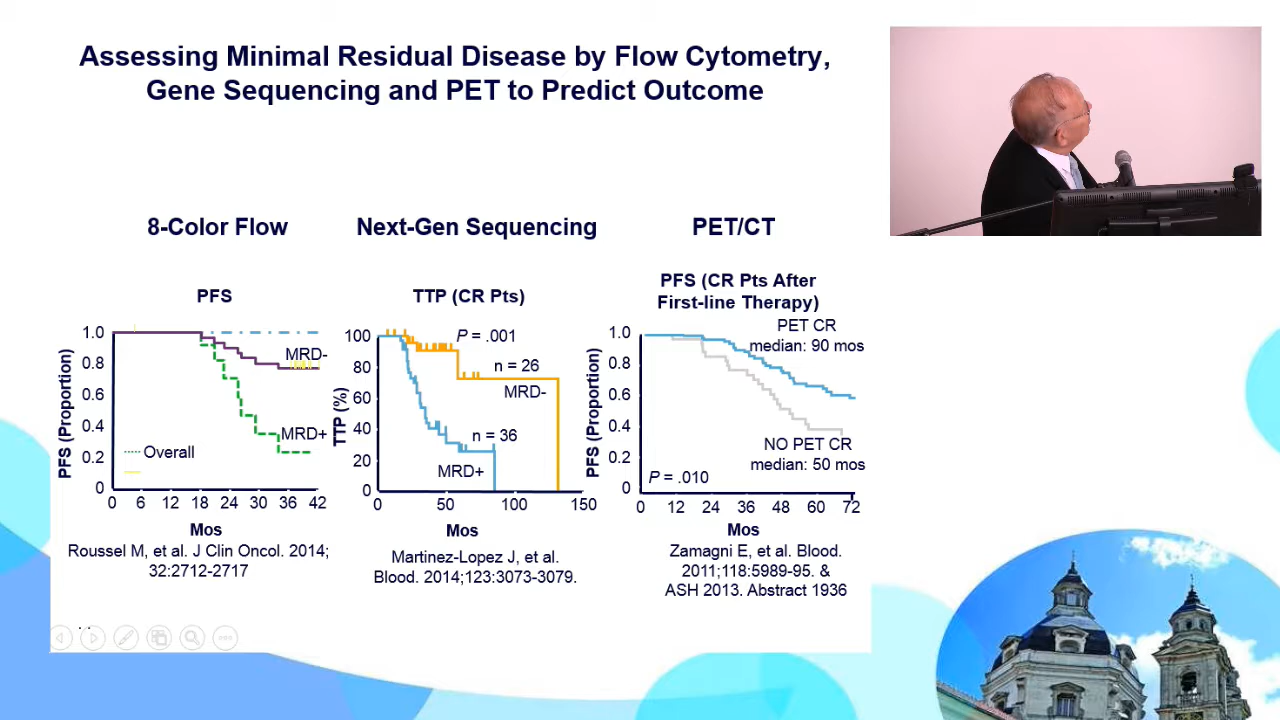 Assessing Minimal Residual Disease by Flow Cytometry,
Gene Sequencing and PET to Predict Outcome
8-Color Flow
PFS
PFS (Proportion)
1.0
0.8
0.6
0.4
0.2
0
MRD-
MRD+
Overall
0 6 12 18 24 30 36 42
Mos
Roussel M, et al. J Clin Oncol. 2014;
32:2712-2717
Next-Gen Sequencing
TTP (CR Pts)
TTP (%)
100
80
60
40
20
0
P = .001
n = 26
MRD-
n = 36
MRD+
0 50 100 150
Mos
Martinez-Lopez J, et al.
Blood. 2014;123:3073-3079.
PET/CT
PFS (CR Pts After
First-line Therapy)
PFS (Proportion)
1.0
0.8
0.6
0.4
0.2
0
PET CR
median: 90 mos
NO PET CR
median: 50 mos
P = .010
0 12 24 36 48 60 72
Mos
Zamagni E, et al. Blood.
2011;118:5989-95. &
ASH 2013. Abstract 1936